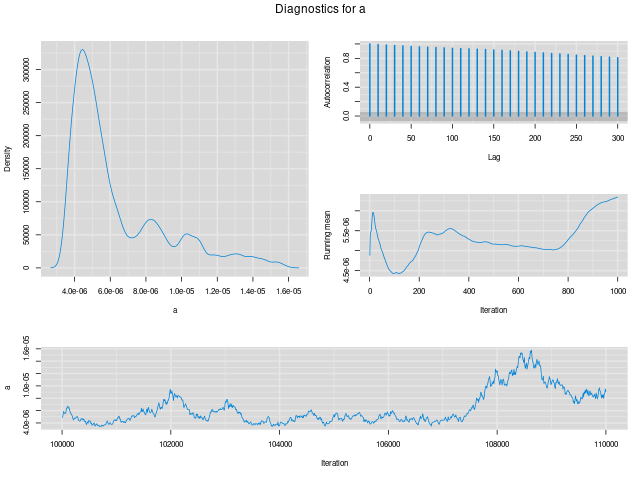 Diagnostics for a
Density
0
50000
100000
150000
200000
250000
300000
4.0e-06 6.0e-06 8.0e-06 1.0e-05 1.2e-05 1.4e-05 1.6e-05
a
Autocorrelation
0.0
0.4
0.8
0 50 100 150 200 250 300
Lag
Running mean
4.5e-06
5.5e-06
0 200 400 600 800 1000
Iteration
a
4.0e-06
1.0e-05
1.6e-05
100000 102000 104000 106000 108000 110000
Iteration